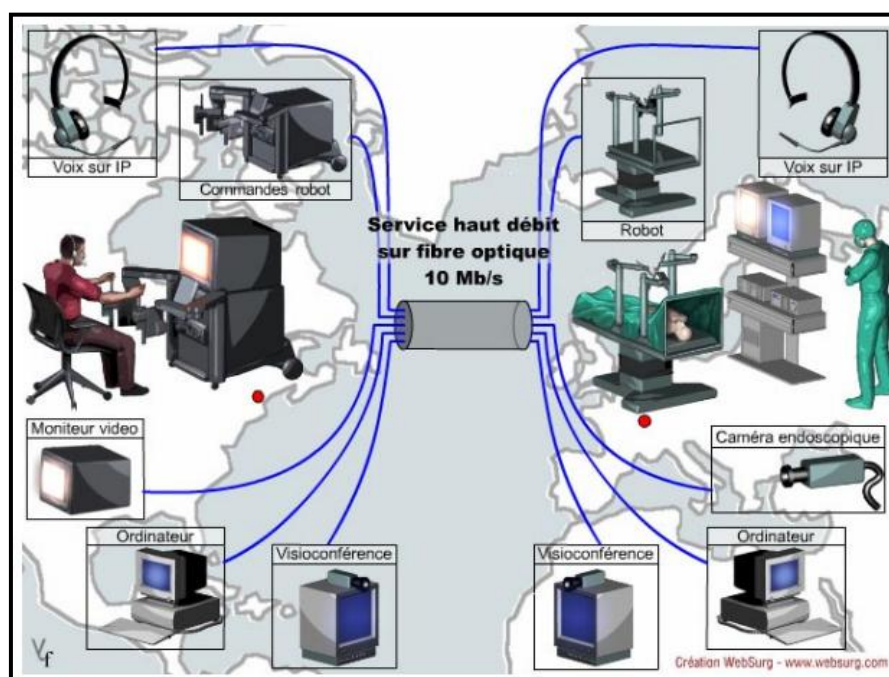 Voix sur IP
Commandes robot
Service haut débit
sur fibre optique
10 Mb/s
Robot
Voix sur IP
Moniteur video
Ordinateur
Visioconférence
Visioconférence
Caméra endoscopique
Ordinateur
Vf
Création WebSurg - www.websurg.com